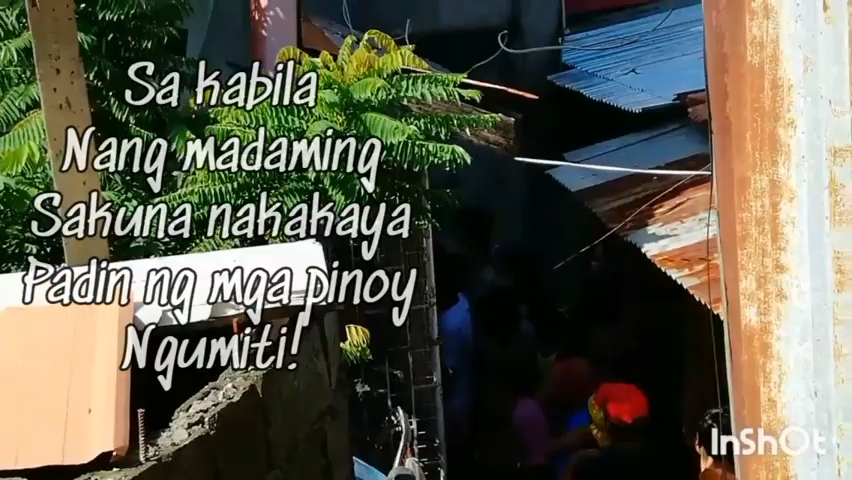 Sa kabila
Nang madaming
Sakuna nakakaya
Padin ng mga pinoy
Ngumiti!
InShOt